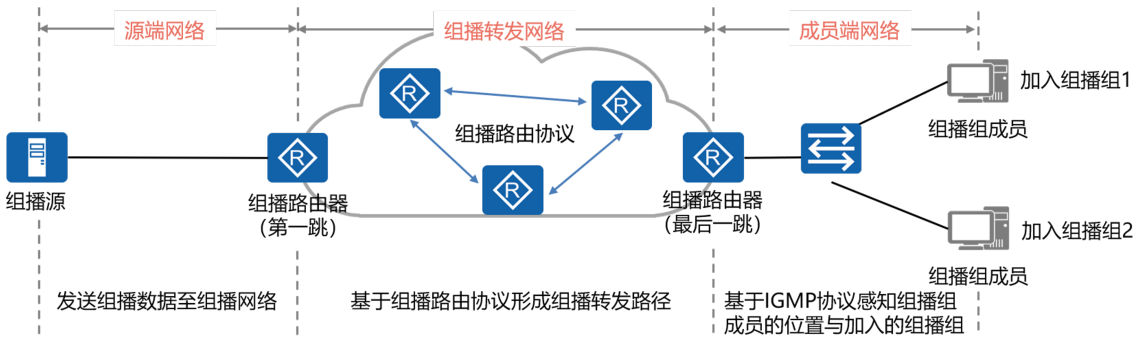 源端网络
组播转发网络
成员端网络
R
R
组播路由协议
R
R
R
加入组播组1
组播组成员
组播源
组播路由器
（第一跳）
组播路由器
（最后一跳）
加入组播组2
组播组成员
发送组播数据至组播网络
基于组播路由协议形成组播转发路径
基于IGMP协议感知组播组
成员的位置与加入的组播组